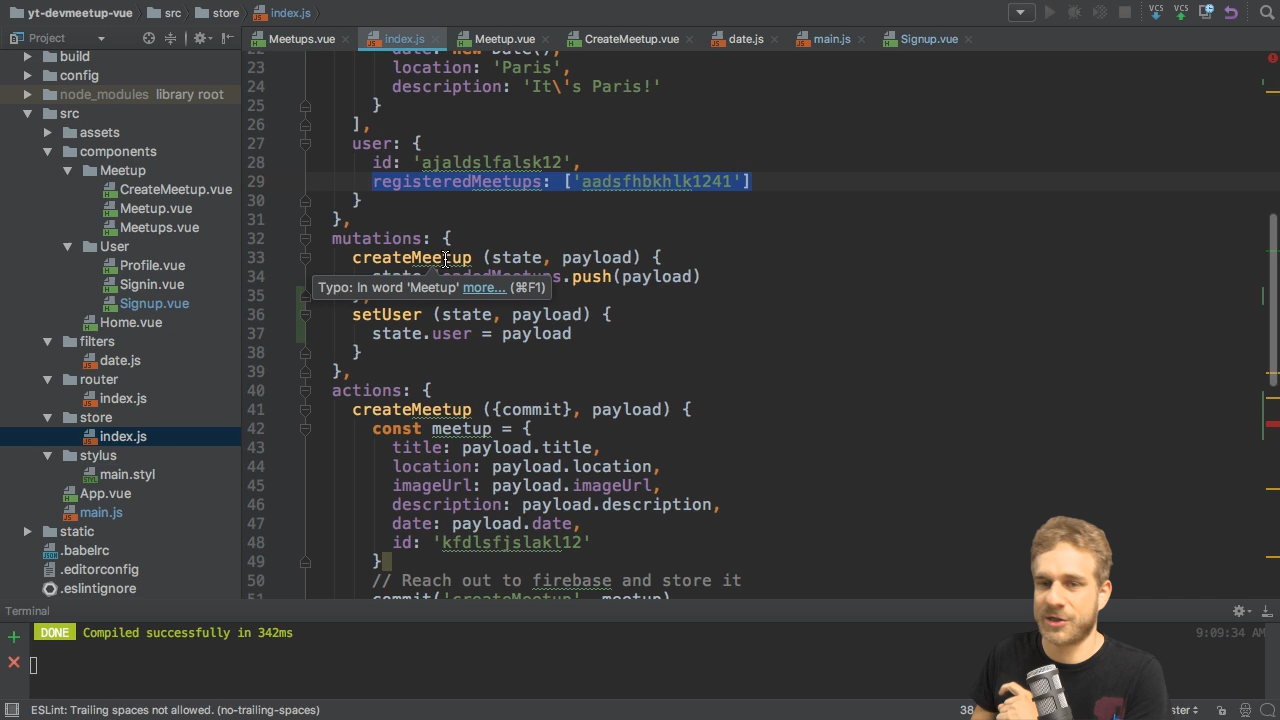 yt-devmeetup-vue src store index.js
Project
Meetups.vue index.js Meetup.vue CreateMeetup.vue date.js main.js Signup.vue
build
config
node_modules library root
src
assets
components
Meetup
CreateMeetup.vue
Meetup.vue
Meetups.vue
User
Profile.vue
Signin.vue
Signup.vue
Home.vue
filters
date.js
router
index.js
store
index.js
stylus
main.styl
App.vue
main.js
static
.babelrc
.editorconfig
.eslintignore
date: new Date(),
23 location: 'Paris',
24 description: 'It\'s Paris!'
25 }
26 ],
27 user: {
28 id: 'ajaldslfalsk12',
29 registeredMeetups: ['aadsfhbkhlk1241']
30 }
31 },
32 mutations: {
33 createMeetup (state, payload) {
34 .push(payload)
Typo: In word 'Meetup' more... (⌘F1)
35
36 setUser (state, payload) {
37 state.user = payload
38 }
39 },
40 actions: {
41 createMeetup ({commit}, payload) {
42 const meetup = {
43 title: payload.title,
44 location: payload.location,
45 imageUrl: payload.imageUrl,
46 description: payload.description,
47 date: payload.date,
48 id: 'kfdlsfjslakl12'
49 }
50 // Reach out to firebase and store it
51 commit('createMeetup', meetup)
Terminal
DONE Compiled successfully in 342ms
9:09:34 AM
ESLint: Trailing spaces not allowed. (no-trailing-spaces)
38
VCS VCS